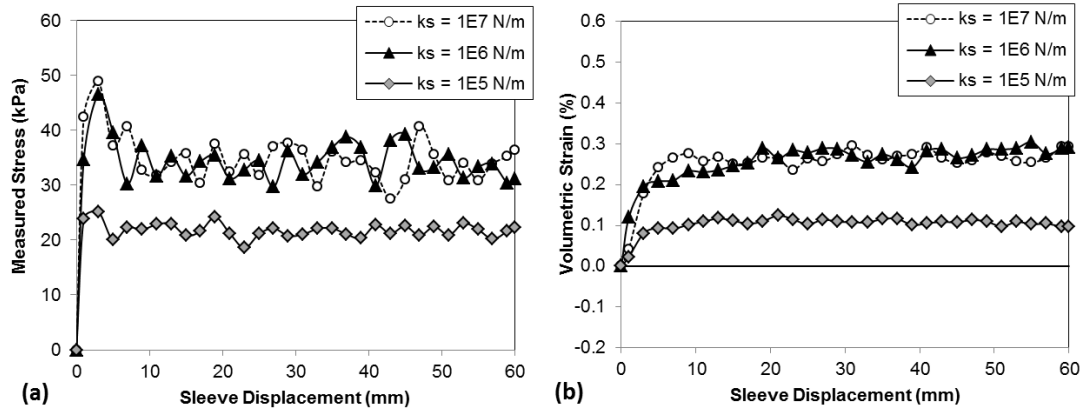 60
50
40
30
20
10
0
Measured Stress (kPa)
ks = 1E7 N/m
ks = 1E6 N/m
ks = 1E5 N/m
0 10 20 30 40 50 60
Sleeve Displacement (mm)
(a)
0.6
0.5
0.4
0.3
0.2
0.1
0.0
-0.1
-0.2
Volumetric Strain (%)
ks = 1E7 N/m
ks = 1E6 N/m
ks = 1E5 N/m
0 10 20 30 40 50 60
Sleeve Displacement (mm)
(b)